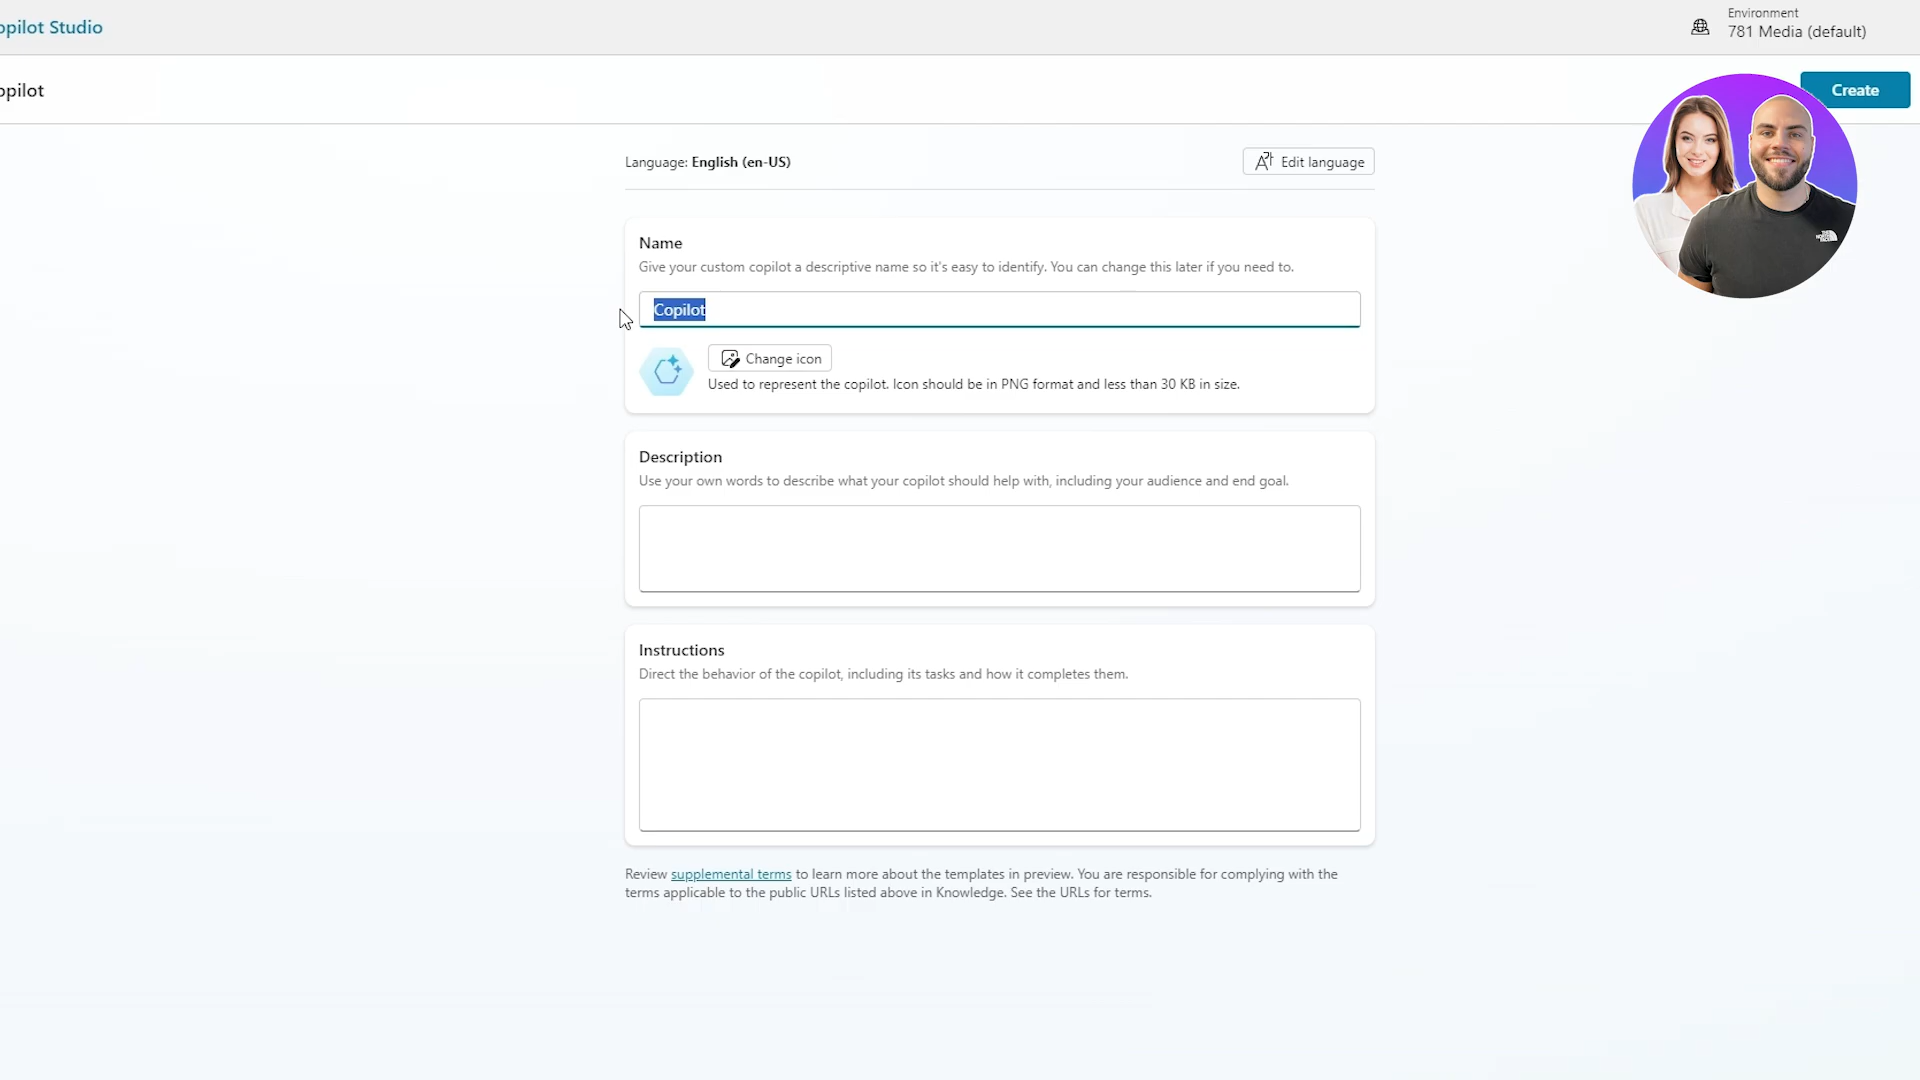 opilot Studio
Environment
781 Media (default)
opilot
Create
Language: English (en-US)
Edit language
Name
Give your custom copilot a descriptive name so it's easy to identify. You can change this later if you need to.
Copilot
Change icon
Used to represent the copilot. Icon should be in PNG format and less than 30 KB in size.
Description
Use your own words to describe what your copilot should help with, including your audience and end goal.
Instructions
Direct the behavior of the copilot, including its tasks and how it completes them.
Review supplemental terms to learn more about the templates in preview. You are responsible for complying with the
terms applicable to the public URLs listed above in Knowledge. See the URLs for terms.